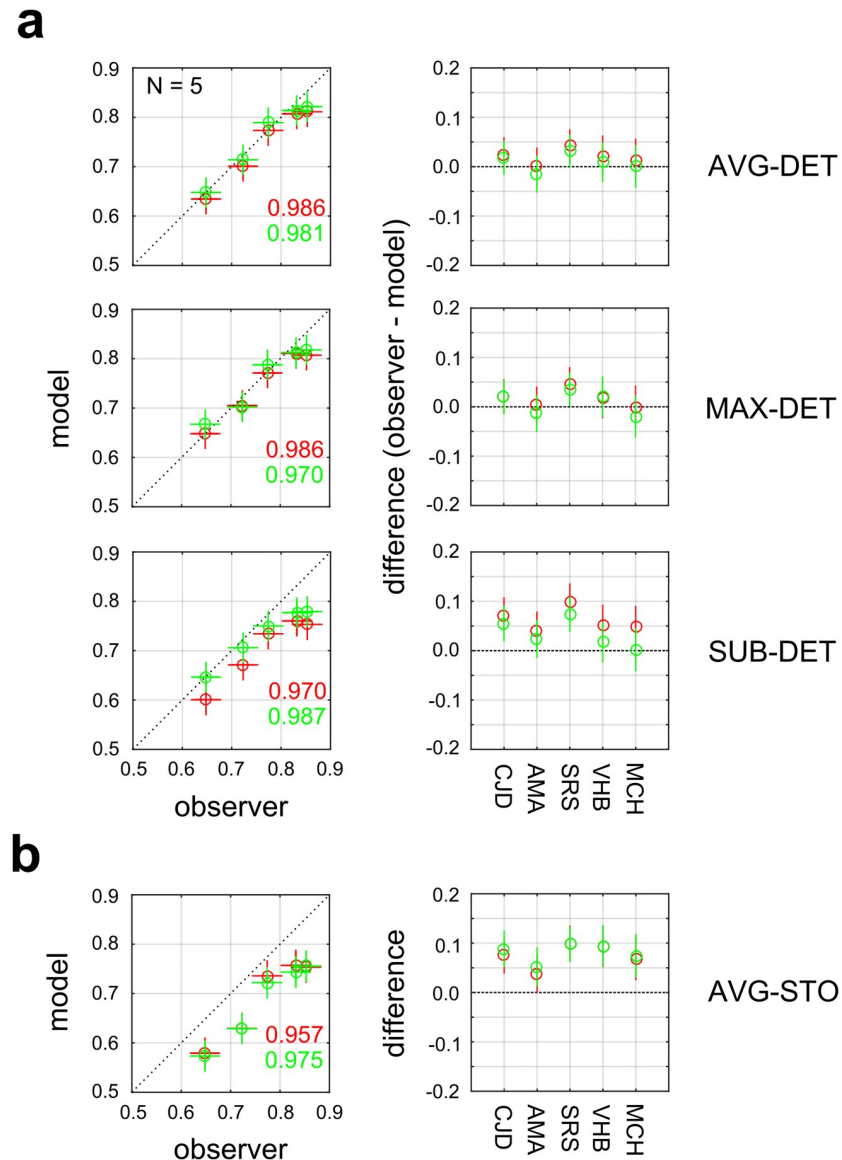 a
0.9
0.8
0.7
0.6
0.5
N = 5
0.986
0.981
0.2
0.1
0.0
-0.1
-0.2
AVG-DET
0.9
0.8
0.7
0.6
0.5
0.986
0.970
model
difference (observer - model)
0.2
0.1
0.0
-0.1
-0.2
MAX-DET
0.9
0.8
0.7
0.6
0.5
0.970
0.987
0.5 0.6 0.7 0.8 0.9
observer
0.2
0.1
0.0
-0.1
-0.2
CJD
AMA
SRS
VHB
MCH
SUB-DET
b
0.9
0.8
0.7
0.6
0.5
model
0.957
0.975
0.5 0.6 0.7 0.8 0.9
observer
difference
0.2
0.1
0.0
-0.1
-0.2
CJD
AMA
SRS
VHB
MCH
AVG-STO